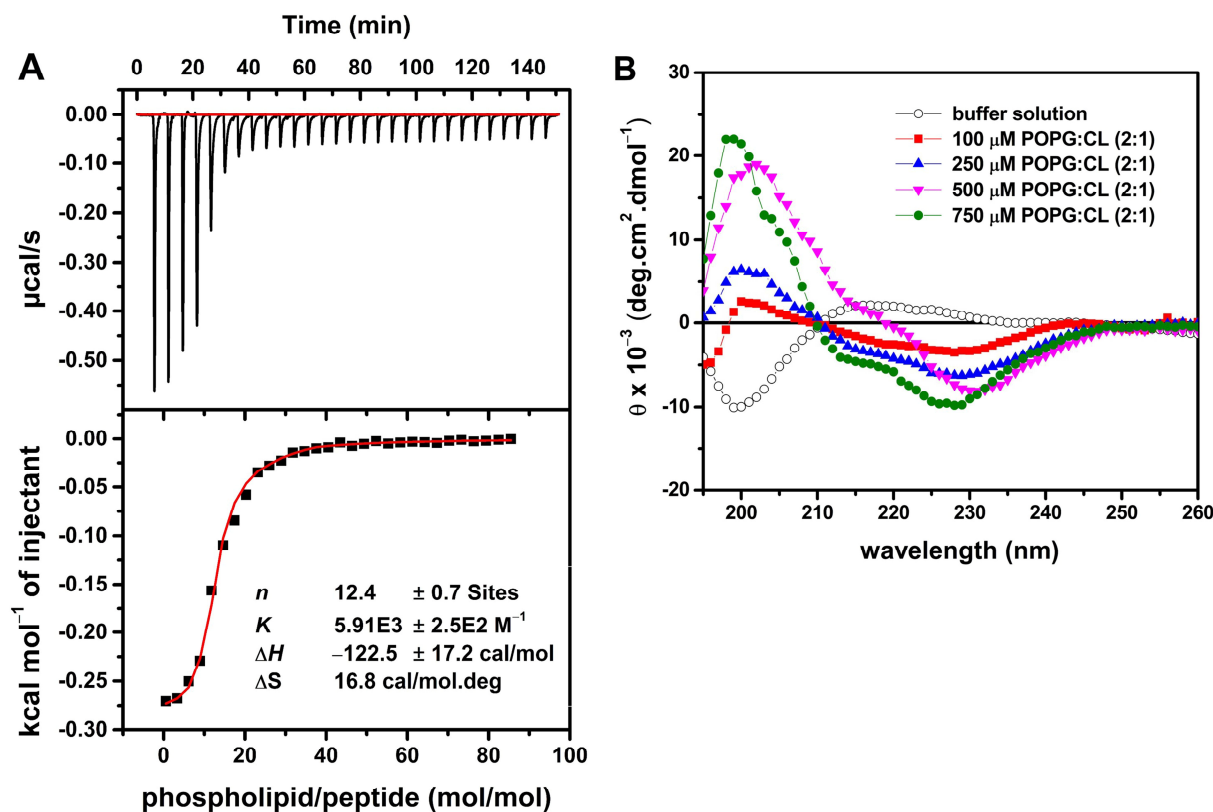 Time (min)
A
0 20 40 60 80 100 120 140
0.00
-0.10
-0.20
-0.30
-0.40
-0.50
µcal/s
0.00
-0.05
-0.10
-0.15
-0.20
-0.25
-0.30
kcal mol⁻¹ of injectant
n 12.4 ± 0.7 Sites
K 5.91E3 ± 2.5E2 M⁻¹
ΔH −122.5 ± 17.2 cal/mol
ΔS 16.8 cal/mol.deg
0 20 40 60 80 100
phospholipid/peptide (mol/mol)
B
30
20
10
0
-10
-20
θ x 10⁻³ (deg.cm².dmol⁻¹)
buffer solution
100 µM POPG:CL (2:1)
250 µM POPG:CL (2:1)
500 µM POPG:CL (2:1)
750 µM POPG:CL (2:1)
200 210 220 230 240 250 260
wavelength (nm)